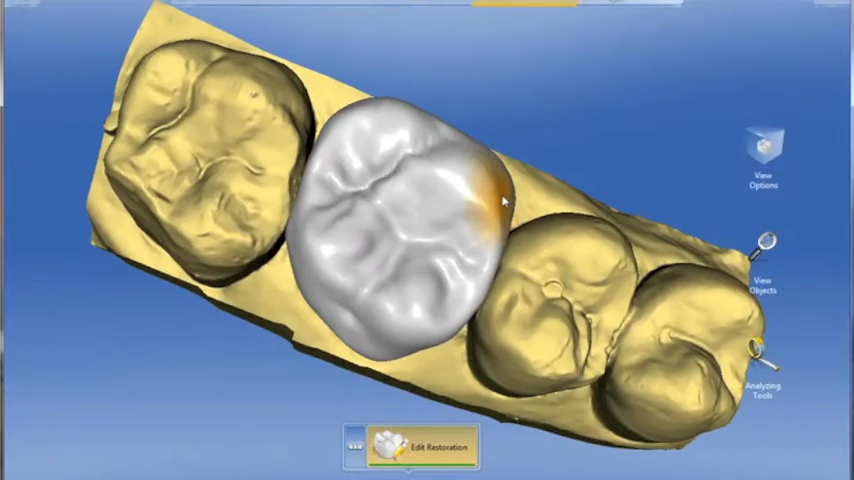 View
Options
View
Objects
Analyzing
Tools
Edit Restoration